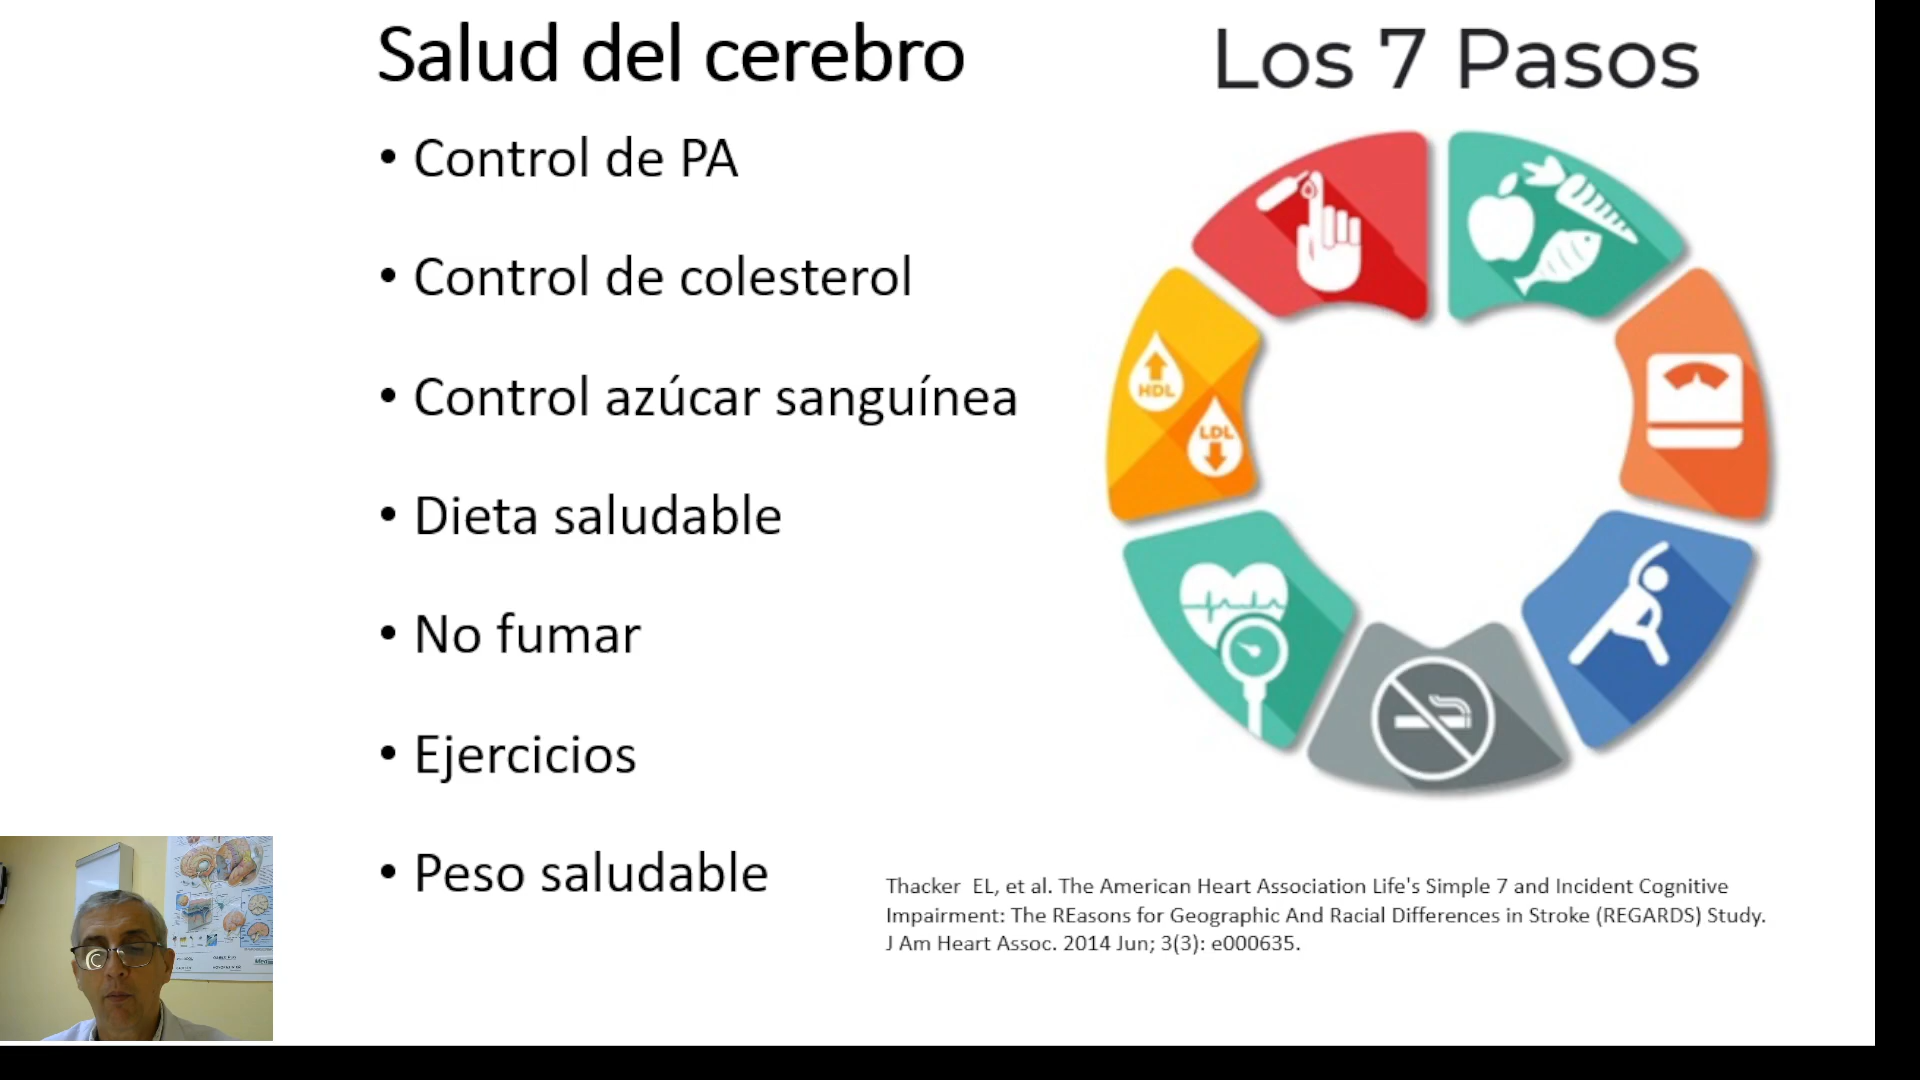 Salud del cerebro
• Control de PA
• Control de colesterol
• Control azúcar sanguínea
• Dieta saludable
• No fumar
• Ejercicios
• Peso saludable
Los 7 Pasos
HDL
LDL
Thacker EL, et al. The American Heart Association Life's Simple 7 and Incident Cognitive
Impairment: The REasons for Geographic And Racial Differences in Stroke (REGARDS) Study.
J Am Heart Assoc. 2014 Jun; 3(3): e000635.